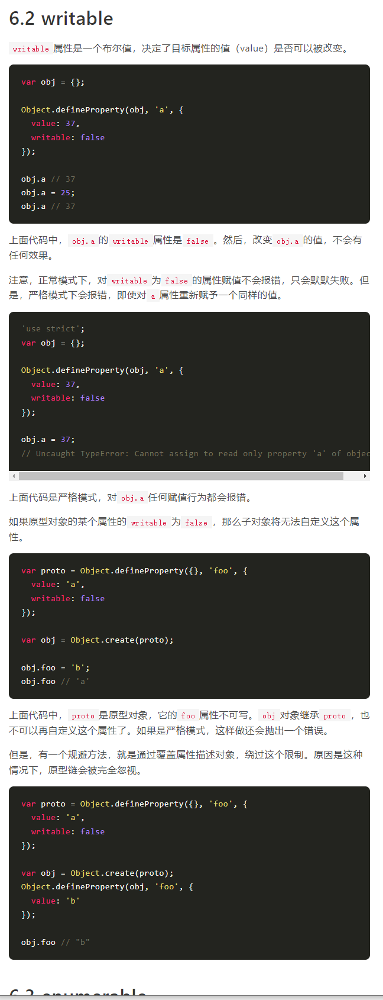 6.2 writable
writable 属性是一个布尔值，决定了目标属性的值（value）是否可以被改变。
var obj = {};
Object.defineProperty(obj, 'a', {
  value: 37,
  writable: false
});
obj.a // 37
obj.a = 25;
obj.a // 37
上面代码中， obj.a 的 writable 属性是 false 。然后，改变 obj.a 的值，不会有
任何效果。
注意，正常模式下，对 writable 为 false 的属性赋值不会报错，只会默默失败。但
是，严格模式下会报错，即使对 a 属性重新赋予一个同样的值。
'use strict';
var obj = {};
Object.defineProperty(obj, 'a', {
  value: 37,
  writable: false
});
obj.a = 37;
// Uncaught TypeError: Cannot assign to read only property 'a' of objec
上面代码是严格模式，对 obj.a 任何赋值行为都会报错。
如果原型对象的某个属性的 writable 为 false ，那么子对象将无法自定义这个属
性。
var proto = Object.defineProperty({}, 'foo', {
  value: 'a',
  writable: false
});
var obj = Object.create(proto);
obj.foo = 'b';
obj.foo // 'a'
上面代码中， proto 是原型对象，它的 foo 属性不可写。 obj 对象继承 proto ，也
不可以再自定义这个属性了。如果是严格模式，这样做还会抛出一个错误。
但是，有一个规避方法，就是通过覆盖属性描述对象，绕过这个限制。原因是这种
情况下，原型链会被完全忽视。
var proto = Object.defineProperty({}, 'foo', {
  value: 'a',
  writable: false
});
var obj = Object.create(proto);
Object.defineProperty(obj, 'foo', {
  value: 'b'
});
obj.foo // "b"
6.3 enumerable